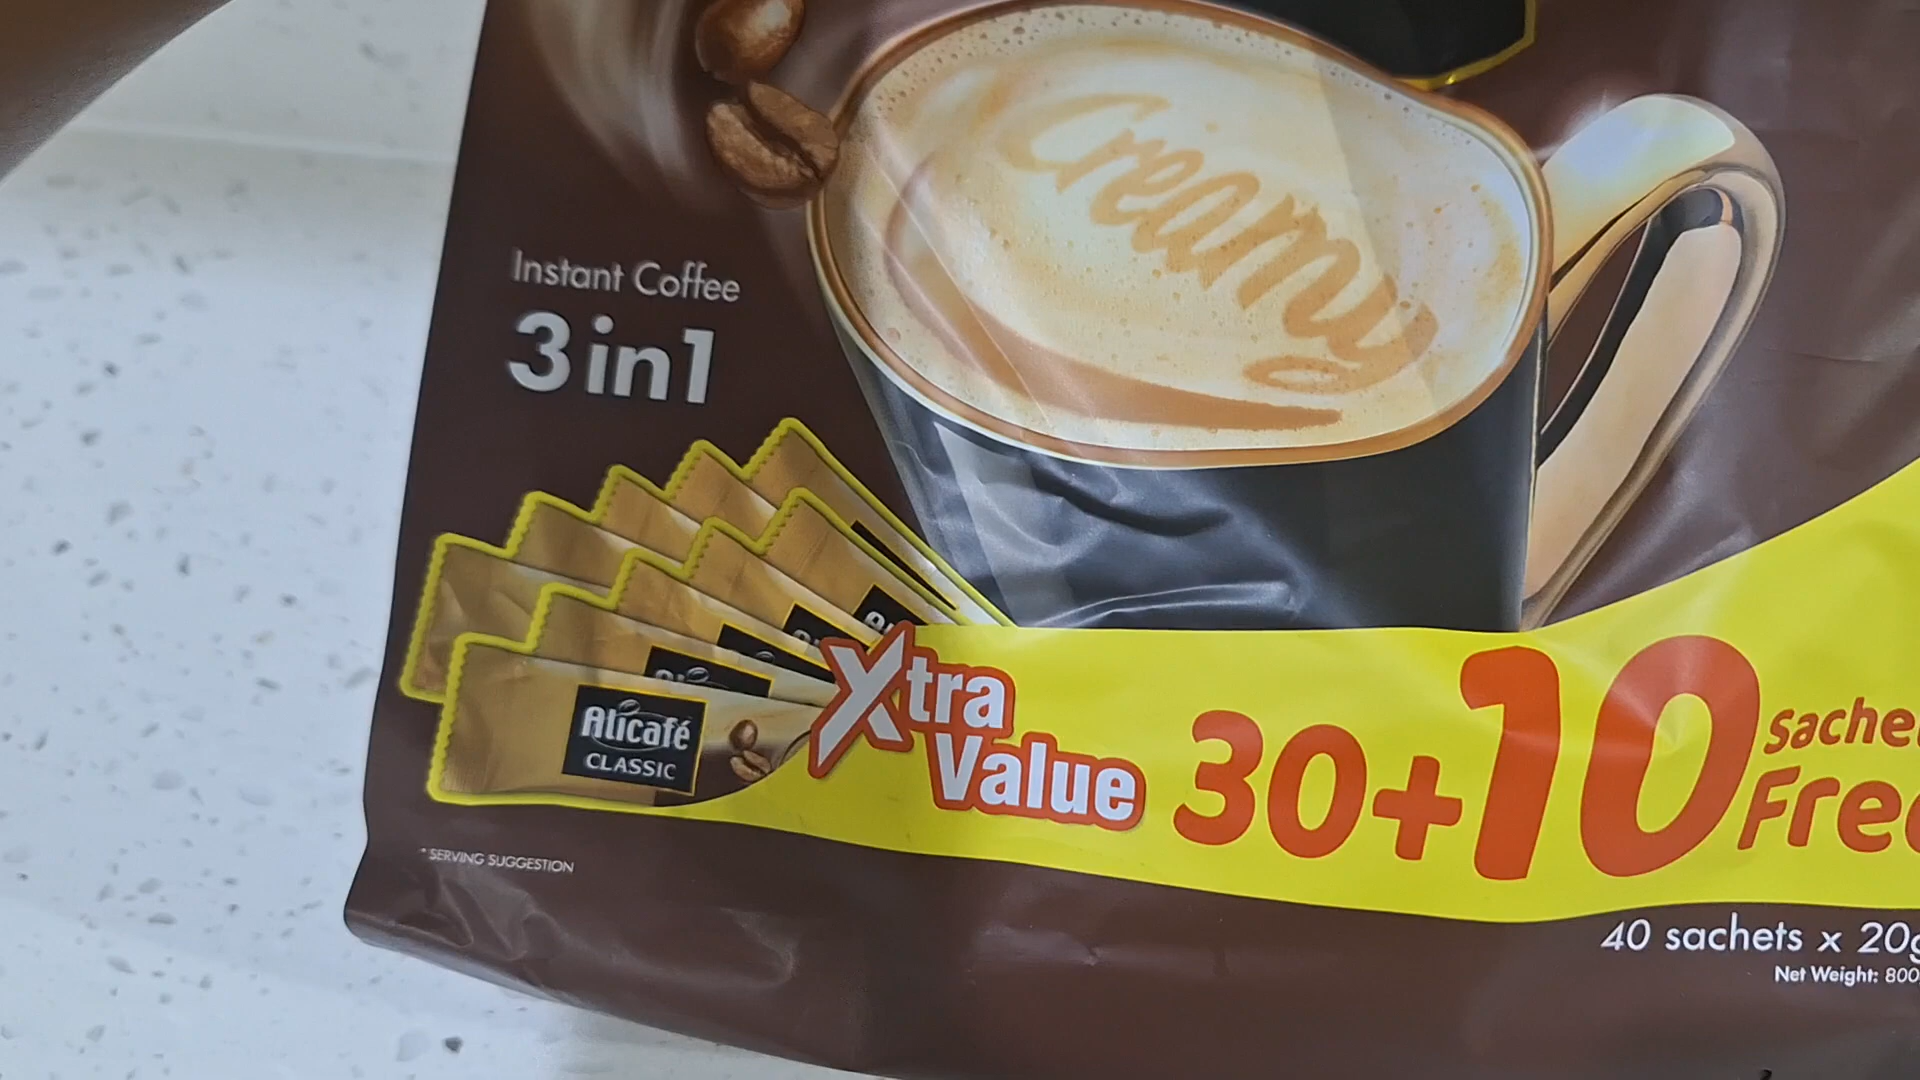 Creamy
Instant Coffee
3 in 1
Alicafé
CLASSIC
Xtra
Value
30+10
Free
* SERVING SUGGESTION
40 sachets x 20g
Net Weight: 800